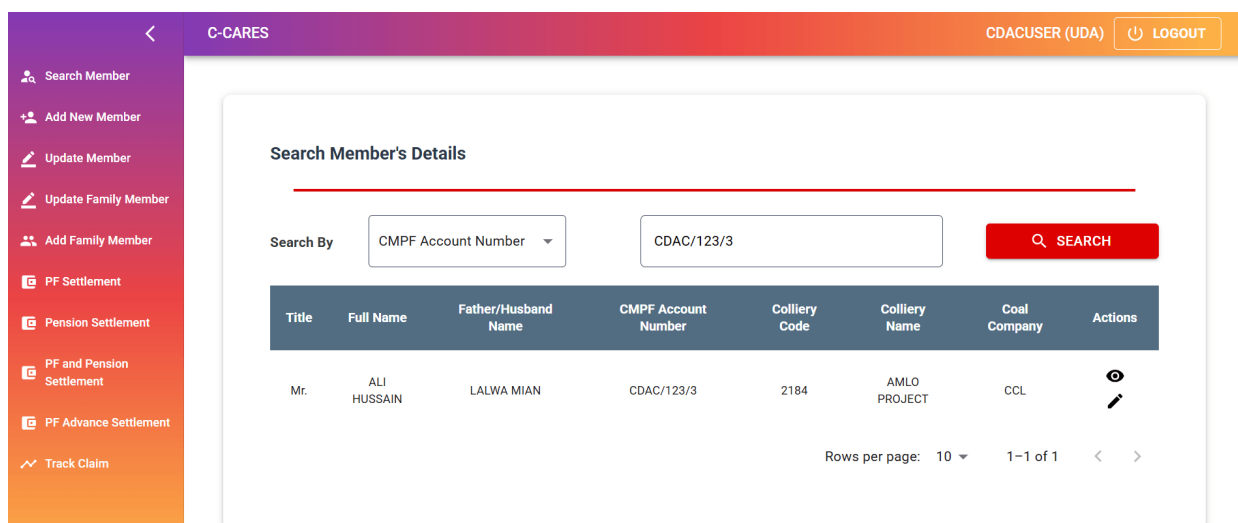 C-CARES
CDACUSER (UDA)
LOGOUT
Search Member
Add New Member
Update Member
Update Family Member
Add Family Member
PF Settlement
Pension Settlement
PF and Pension
Settlement
PF Advance Settlement
Track Claim
Search Member's Details
Search By
CMPF Account Number
CDAC/123/3
SEARCH
Title
Full Name
Father/Husband
Name
CMPF Account
Number
Colliery
Code
Colliery
Name
Coal
Company
Actions
Mr.
ALI
HUSSAIN
LALWA MIAN
CDAC/123/3
2184
AMLO
PROJECT
CCL
Rows per page: 10
1–1 of 1